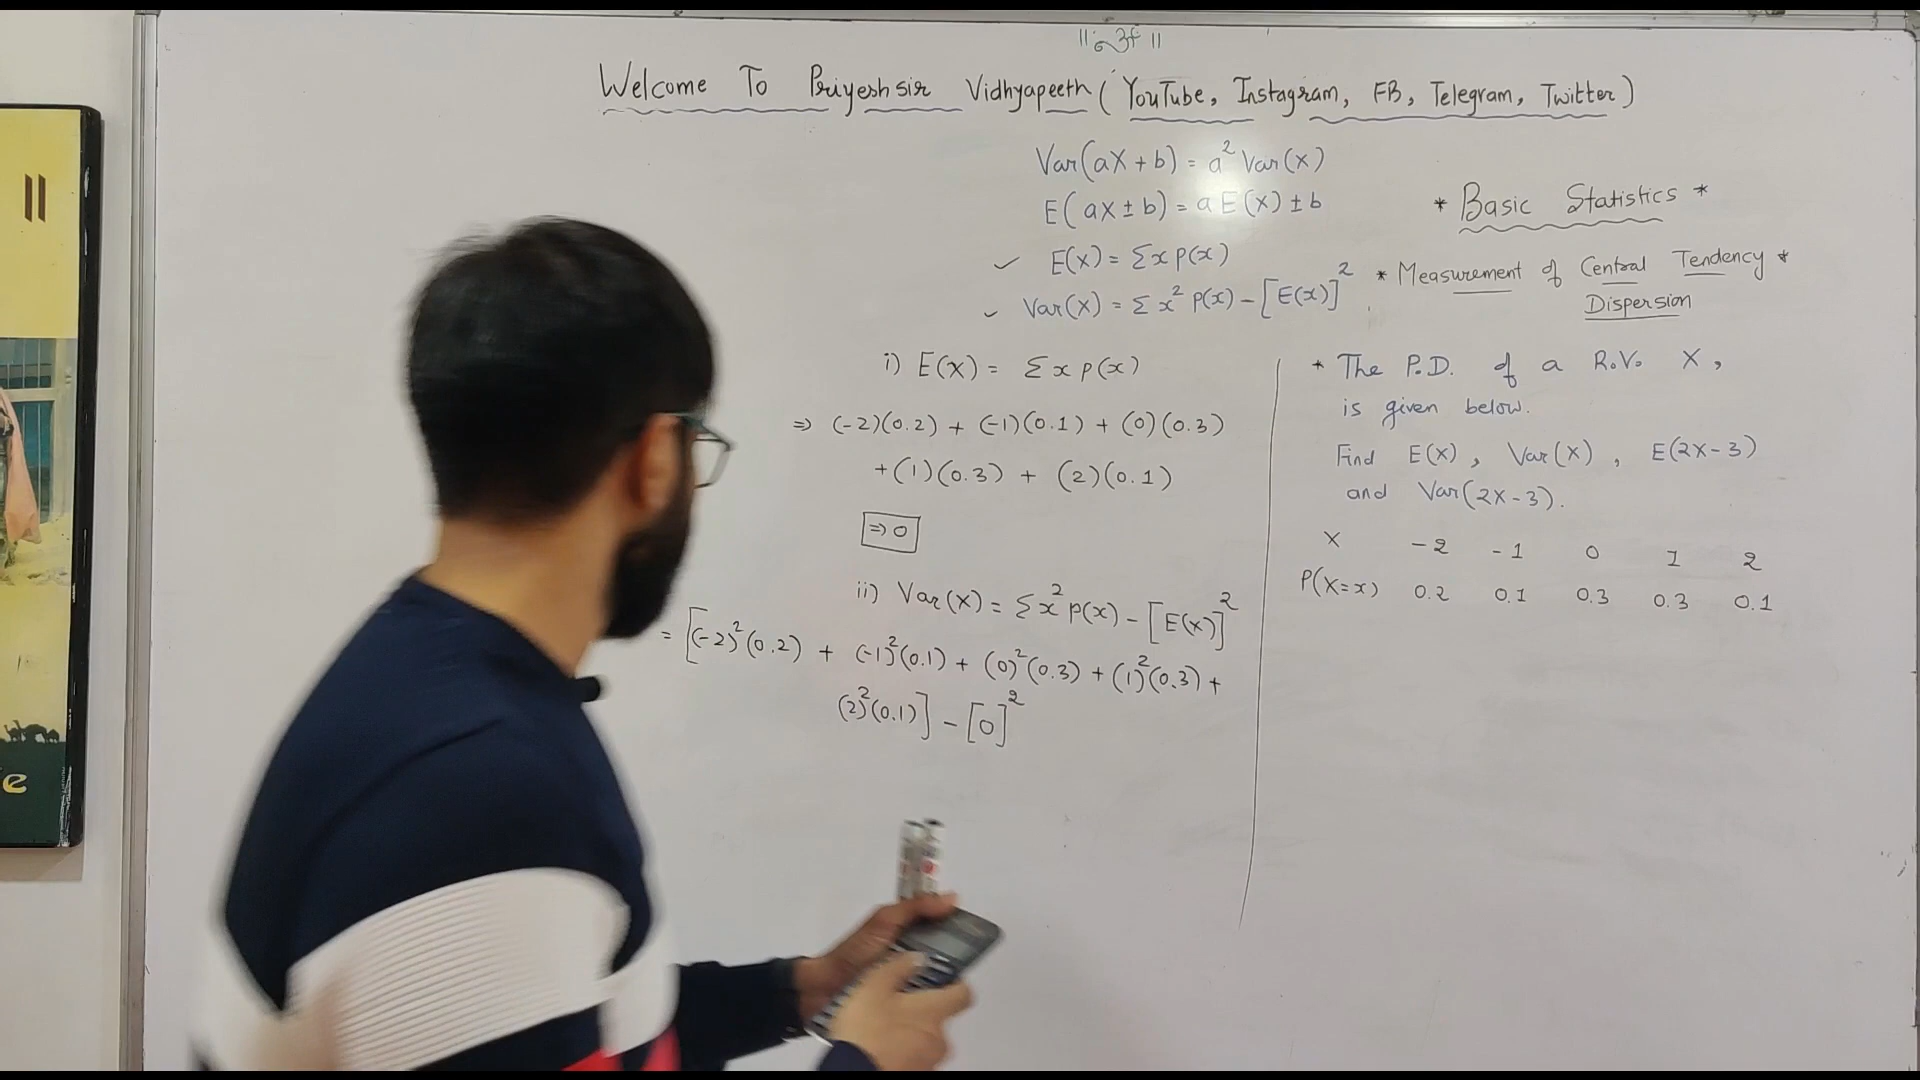 Welcome To Priyesh sir Vidhyapeeth ( YouTube, Instagram, FB, Telegram, Twitter )
Var(aX + b) = a² Var(x)
E( ax ± b) = a E(x) ± b
* Basic Statistics *
✓ E(x) = Σ x p(x)
✓ Var(x) = Σ x² p(x) - [E(x)]²
* Measurement of Central Tendency *
Dispersion
i) E(x) = Σ x p(x)
⇒ (-2)(0.2) + (-1)(0.1) + (0)(0.3)
+(1)(0.3) + (2)(0.1)
⇒ 0
ii) Var(x) = Σx² p(x) - [E(x)]²
= [(-2)²(0.2) + (-1)²(0.1) + (0)²(0.3) + (1)²(0.3) +
(2)²(0.1)] - [0]²
* The P.D. of a R.V. X,
is given below.
Find E(x), Var(x), E(2X-3)
and Var(2X-3).
X -2 -1 0 1 2
P(X=x) 0.2 0.1 0.3 0.3 0.1
II
e